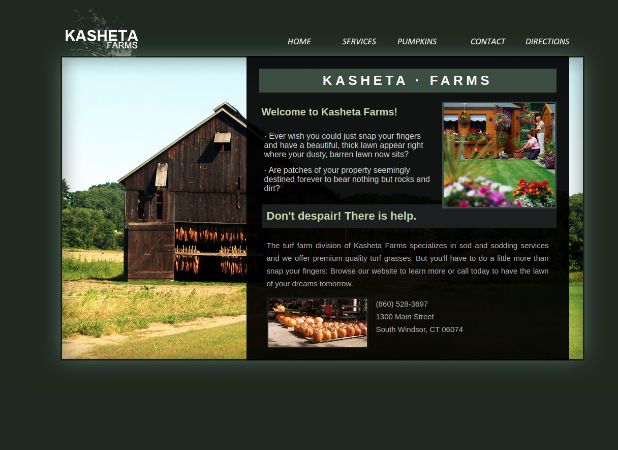 KASHETA
FARMS
HOME SERVICES PUMPKINS CONTACT DIRECTIONS
KASHETA · FARMS
Welcome to Kasheta Farms!
· Ever wish you could just snap your fingers
and have a beautiful, thick lawn appear right
where your dusty, barren lawn now sits?
· Are patches of your property seemingly
destined forever to bear nothing but rocks and
dirt?
Don't despair! There is help.
The turf farm division of Kasheta Farms specializes in sod and sodding services
and we offer premium quality turf grasses. But you'll have to do a little more than
snap your fingers: Browse our website to learn more or call today to have the lawn
of your dreams tomorrow.
(860) 528-3697
1300 Main Street
South Windsor, CT 06074